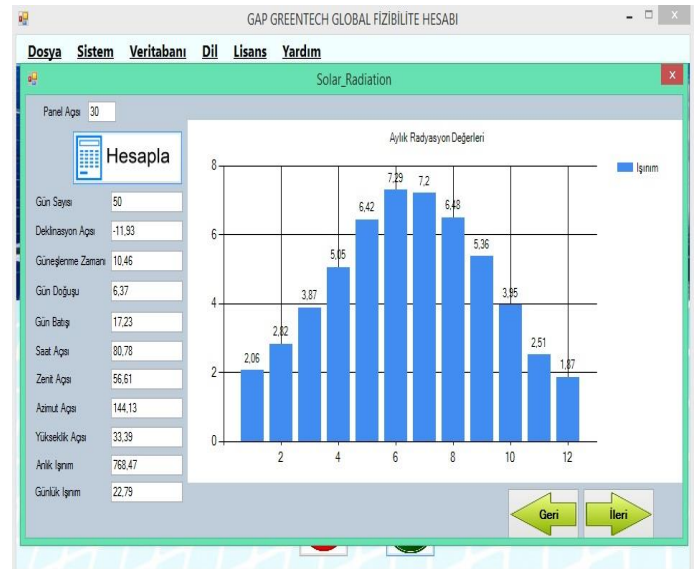 GAP GREENTECH GLOBAL FİZİBİLİTE HESABI
Dosya Sistem Veritabanı Dil Lisans Yardım
Solar_Radiation
Panel Açısı 30
Hesapla
Gün Sayısı 50
Deklinasyon Açısı -11,93
Güneşlenme Zamanı 10,46
Gün Doğuşu 6,37
Gün Batışı 17,23
Saat Açısı 80,78
Zenit Açısı 56,61
Azimut Açısı 144,13
Yükseklik Açısı 33,39
Anlık Işınım 768,47
Günlük Işınım 22,79
Aylık Radyasyon Değerleri
Işınım
8
6
4
2
0
2,06
2,82
3,87
5,05
6,42
7,29
7,2
6,48
5,36
3,95
2,51
1,87
2 4 6 8 10 12
Geri
İleri